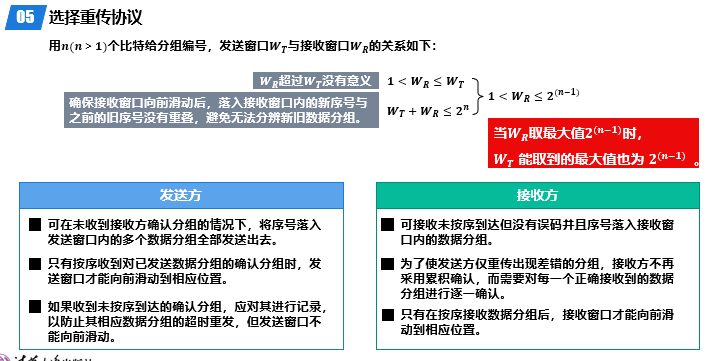 05 选择重传协议
用n(n > 1)个比特给分组编号，发送窗口W_T与接收窗口W_R的关系如下：
W_R超过W_T没有意义 1 < W_R ≤ W_T
确保接收窗口向前滑动后，落入接收窗口内的新序号与
之前的旧序号没有重叠，避免无法分辨新旧数据分组。
W_T + W_R ≤ 2^n
1 < W_R ≤ 2^(n−1)
当W_R取最大值2^(n−1)时，
W_T 能取到的最大值也为 2^(n−1) 。
发送方
可在未收到接收方确认分组的情况下，将序号落入
发送窗口内的多个数据分组全部发送出去。
只有按序收到对已发送数据分组的确认分组时，发
送窗口才能向前滑动到相应位置。
如果收到未按序到达的确认分组，应对其进行记录，
以防止其相应数据分组的超时重发，但发送窗口不
能向前滑动。
接收方
可接收未按序到达但没有误码并且序号落入接收窗
口内的数据分组。
为了使发送方仅重传出现差错的分组，接收方不再
采用累积确认，而需要对每一个正确接收到的数据
分组进行逐一确认。
只有在按序接收数据分组后，接收窗口才能向前滑
动到相应位置。